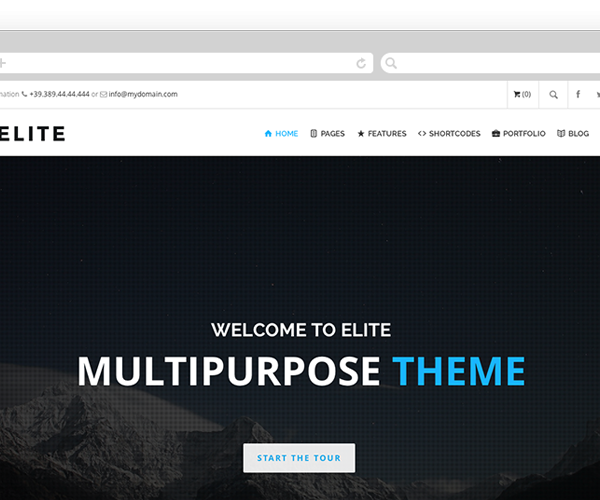 mation +39.389.44.44.444 or info@mydomain.com (0)
ELITE HOME PAGES FEATURES SHORTCODES PORTFOLIO BLOG
WELCOME TO ELITE
MULTIPURPOSE THEME
START THE TOUR